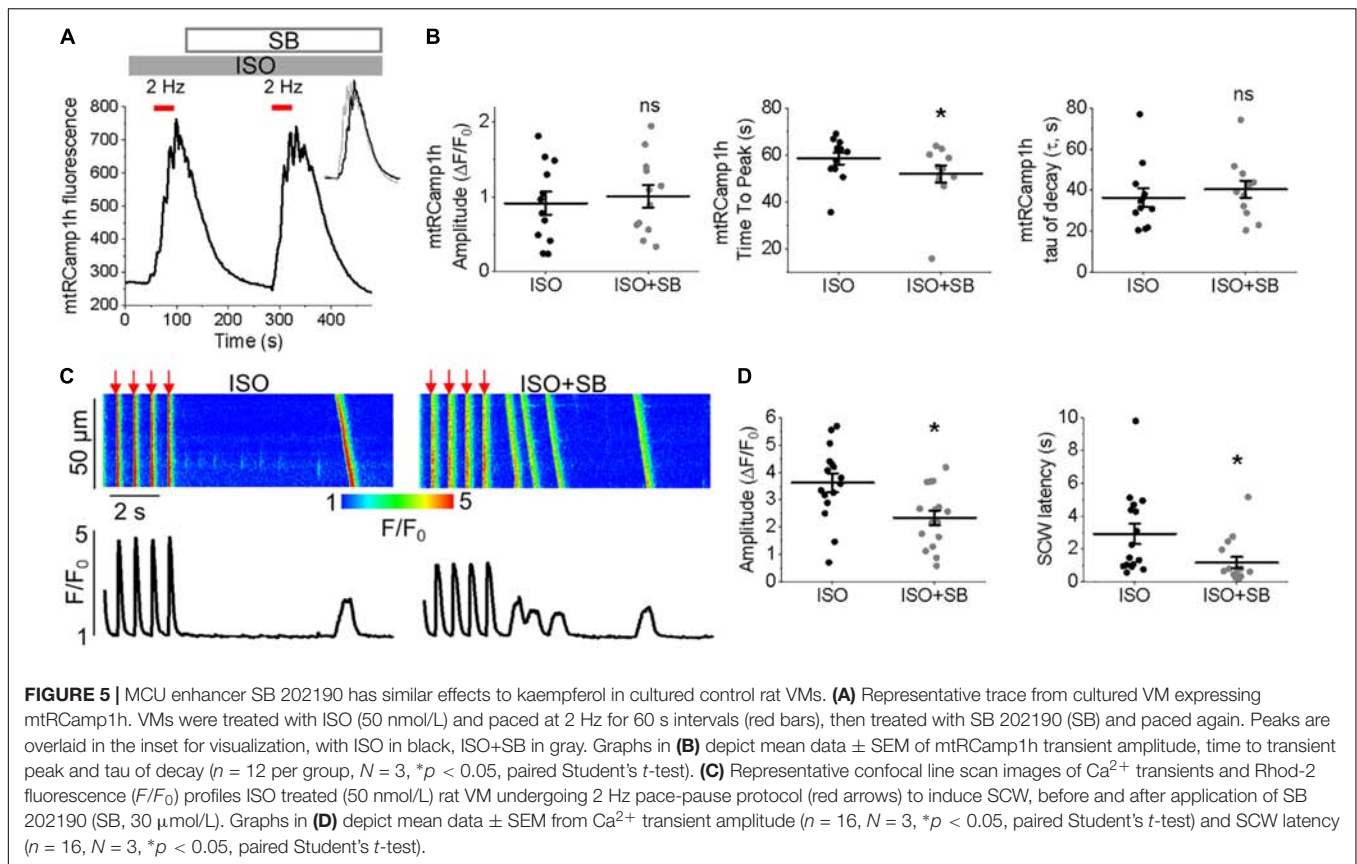 A
SB
ISO
2 Hz
2 Hz
mtRCamp1h fluorescence
800
700
600
500
400
300
200
0
100
200
300
400
Time (s)
B
mtRCamp1h
Amplitude (ΔF/F₀)
2
1
0
ns
ISO
ISO+SB
mtRCamp1h
Time To Peak (s)
80
60
40
20
*
ISO
ISO+SB
mtRCamp1h
tau of decay (τ, s)
80
60
40
20
0
ns
ISO
ISO+SB
C
ISO
ISO+SB
50 μm
2 s
1
5
F/F₀
5
F/F₀
1
D
Amplitude (ΔF/F₀)
6
5
4
3
2
1
0
*
ISO
ISO+SB
SCW latency (s)
10
8
6
4
2
0
*
ISO
ISO+SB
FIGURE 5 | MCU enhancer SB 202190 has similar effects to kaempferol in cultured control rat VMs. (A) Representative trace from cultured VM expressing
mtRCamp1h. VMs were treated with ISO (50 nmol/L) and paced at 2 Hz for 60 s intervals (red bars), then treated with SB 202190 (SB) and paced again. Peaks are
overlaid in the inset for visualization, with ISO in black, ISO+SB in gray. Graphs in (B) depict mean data ± SEM of mtRCamp1h transient amplitude, time to transient
peak and tau of decay (n = 12 per group, N = 3, *p < 0.05, paired Student's t-test). (C) Representative confocal line scan images of Ca²⁺ transients and Rhod-2
fluorescence (F/F₀) profiles ISO treated (50 nmol/L) rat VM undergoing 2 Hz pace-pause protocol (red arrows) to induce SCW, before and after application of SB
202190 (SB, 30 μmol/L). Graphs in (D) depict mean data ± SEM from Ca²⁺ transient amplitude (n = 16, N = 3, *p < 0.05, paired Student's t-test) and SCW latency
(n = 16, N = 3, *p < 0.05, paired Student's t-test).